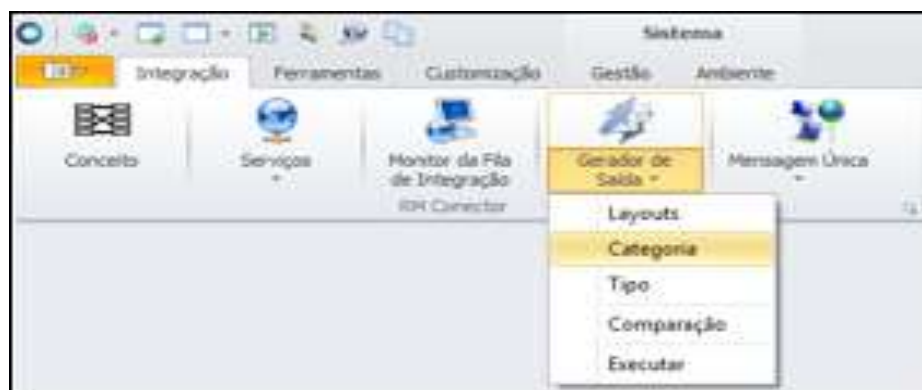 Sistema
Integração Ferramentas Customização Gestão Ambiente
Conceito
Serviços
Monitor da Fila
de Integração
Gerador de
Saída
Mensagem Única
RM Conector
Layouts
Categoria
Tipo
Comparação
Executar